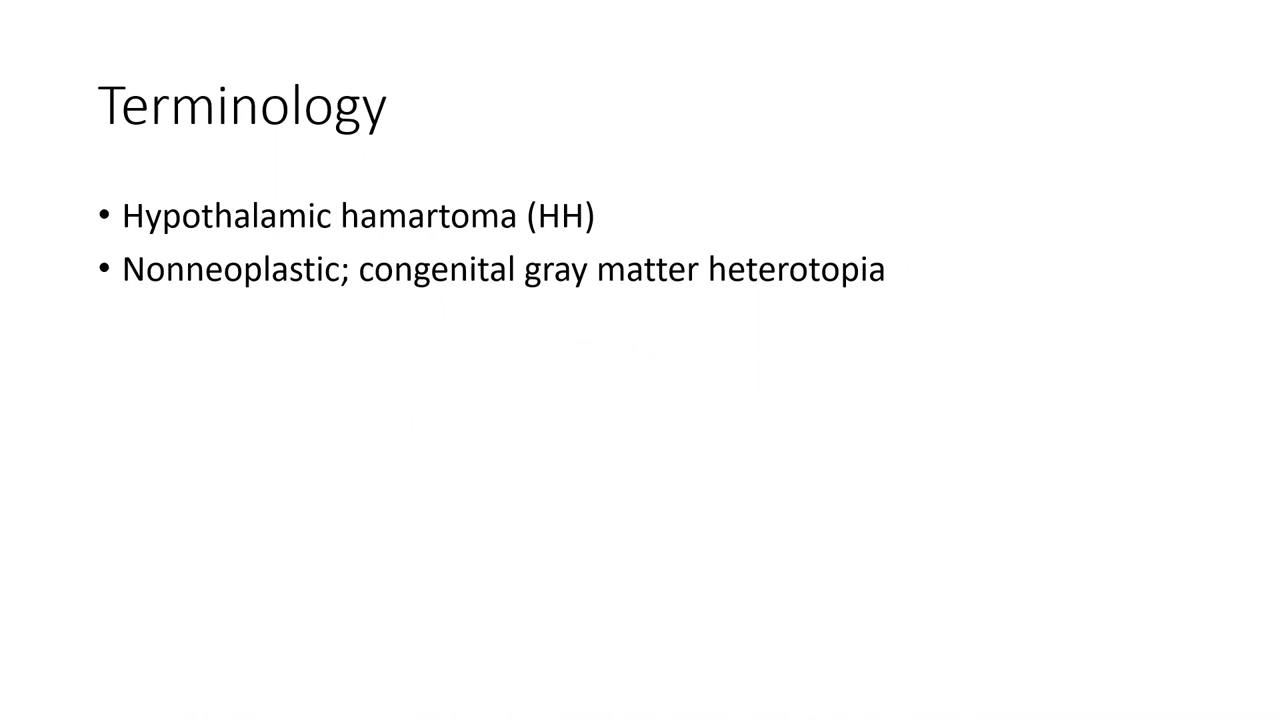 Terminology
• Hypothalamic hamartoma (HH)
• Nonneoplastic; congenital gray matter heterotopia